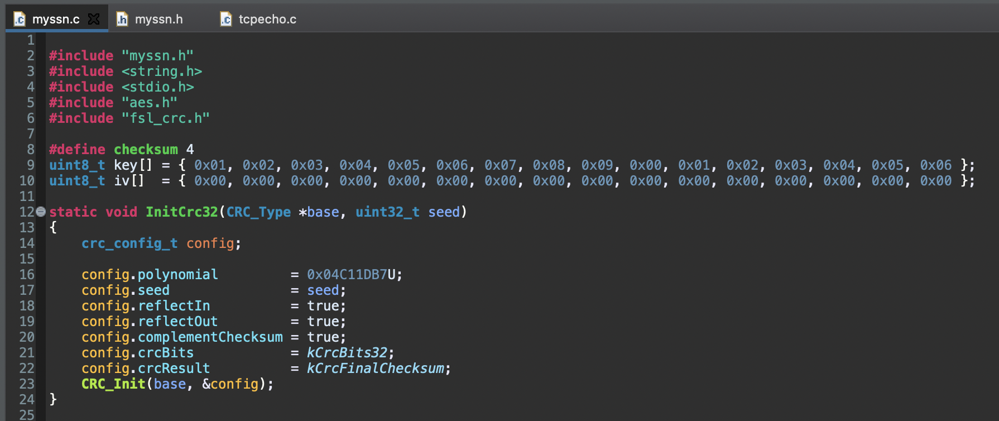 myssn.c myssn.h tcpecho.c
1
2 #include "myssn.h"
3 #include <string.h>
4 #include <stdio.h>
5 #include "aes.h"
6 #include "fsl_crc.h"
7
8 #define checksum 4
9 uint8_t key[] = { 0x01, 0x02, 0x03, 0x04, 0x05, 0x06, 0x07, 0x08, 0x09, 0x00, 0x01, 0x02, 0x03, 0x04, 0x05, 0x06 };
10 uint8_t iv[]  = { 0x00, 0x00, 0x00, 0x00, 0x00, 0x00, 0x00, 0x00, 0x00, 0x00, 0x00, 0x00, 0x00, 0x00, 0x00, 0x00 };
11
12 static void InitCrc32(CRC_Type *base, uint32_t seed)
13 {
14     crc_config_t config;
15
16     config.polynomial         = 0x04C11DB7U;
17     config.seed               = seed;
18     config.reflectIn          = true;
19     config.reflectOut         = true;
20     config.complementChecksum = true;
21     config.crcBits            = kCrcBits32;
22     config.crcResult          = kCrcFinalChecksum;
23     CRC_Init(base, &config);
24 }
25